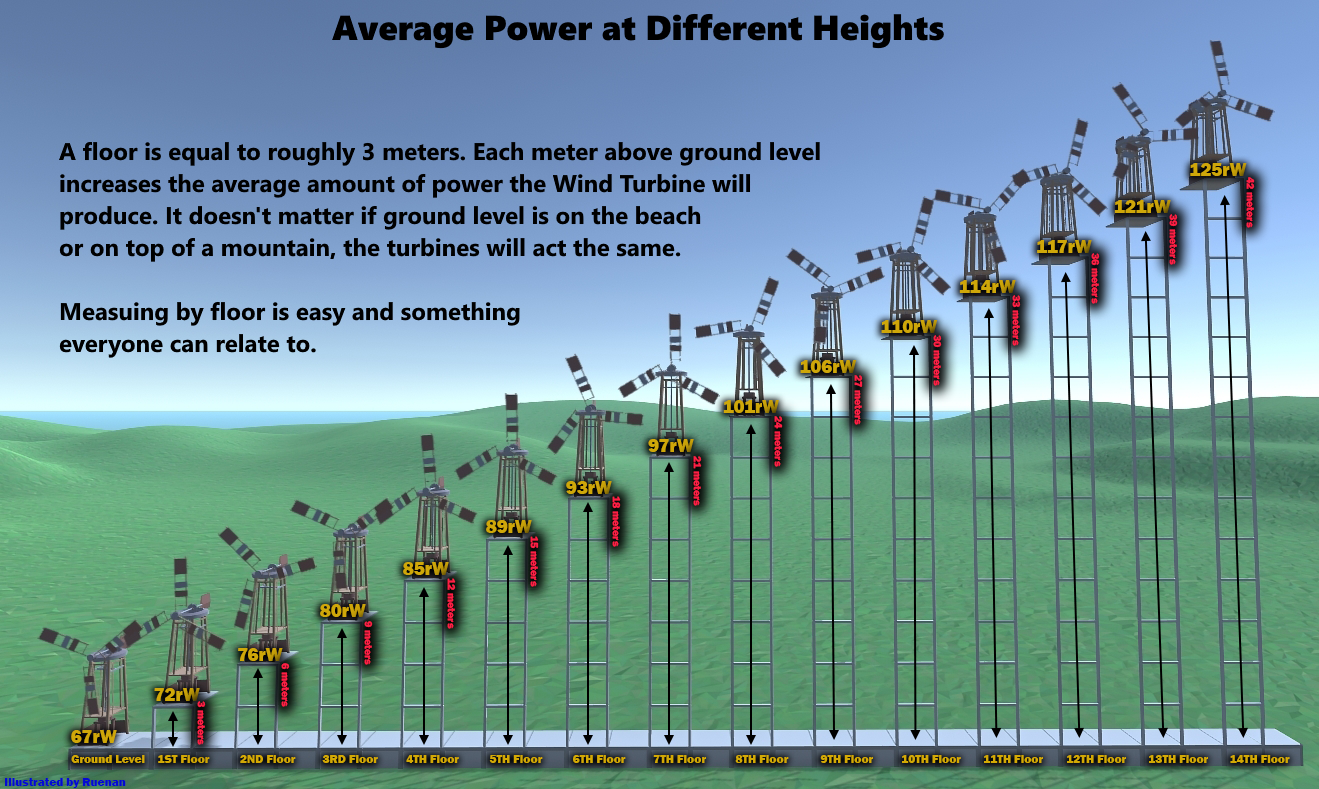 Average Power at Different Heights
A floor is equal to roughly 3 meters. Each meter above ground level
increases the average amount of power the Wind Turbine will
produce. It doesn't matter if ground level is on the beach
or on top of a mountain, the turbines will act the same.
Measuing by floor is easy and something
everyone can relate to.
67rW
72rW
3 meters
76rW
6 meters
80rW
9 meters
85rW
12 meters
89rW
15 meters
93rW
18 meters
97rW
21 meters
101rW
24 meters
106rW
27 meters
110rW
30 meters
114rW
33 meters
117rW
36 meters
121rW
39 meters
125rW
42 meters
Ground Level
1ST Floor
2ND Floor
3RD Floor
4TH Floor
5TH Floor
6TH Floor
7TH Floor
8TH Floor
9TH Floor
10TH Floor
11TH Floor
12TH Floor
13TH Floor
14TH Floor
Illustrated by Ruenan